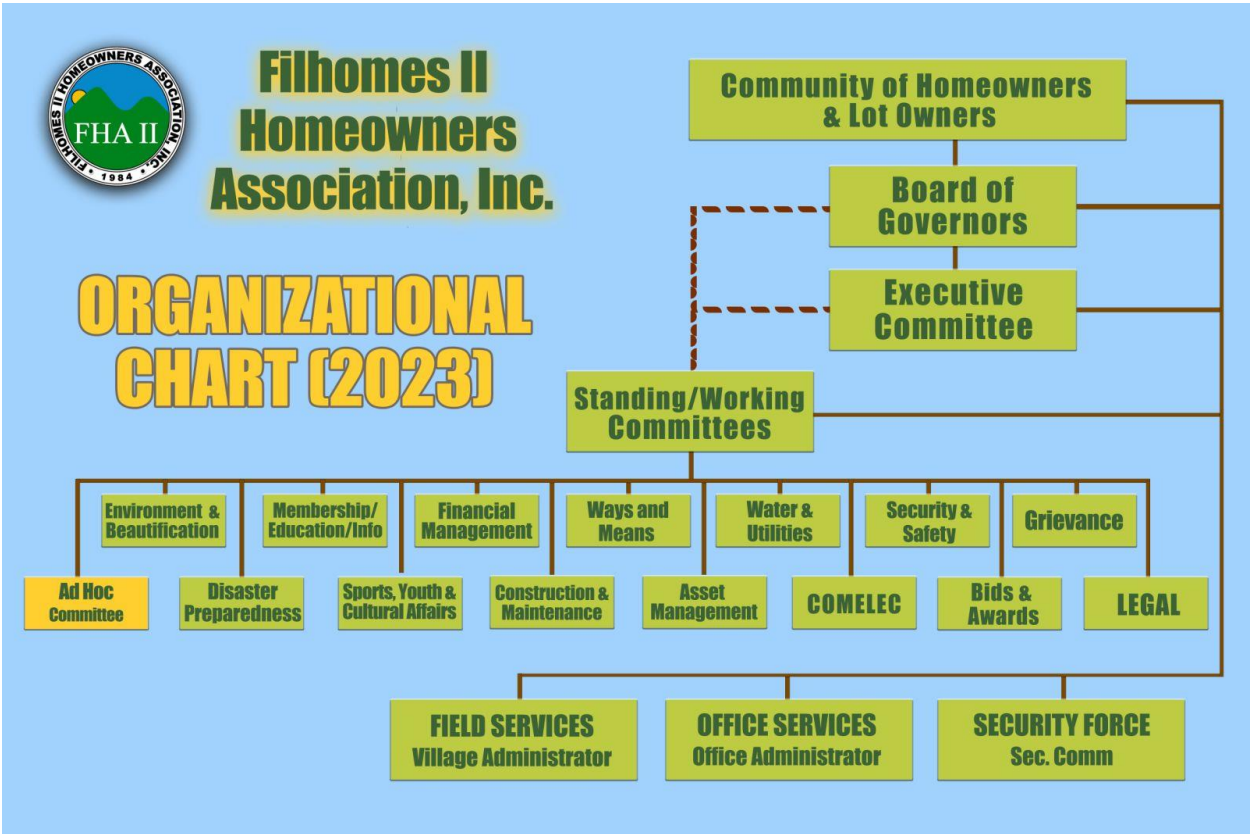 FILHOMES II HOMEOWNERS ASSOCIATION, INC.
FHA II
• 1984 •
Filhomes II
Homeowners
Association, Inc.
ORGANIZATIONAL
CHART (2023)
Community of Homeowners
& Lot Owners
Board of
Governors
Executive
Committee
Standing/Working
Committees
Environment &
Beautification
Membership/
Education/Info
Financial
Management
Ways and
Means
Water &
Utilities
Security &
Safety
Grievance
Ad Hoc
Committee
Disaster
Preparedness
Sports, Youth &
Cultural Affairs
Construction &
Maintenance
Asset
Management
COMELEC
Bids &
Awards
LEGAL
FIELD SERVICES
Village Administrator
OFFICE SERVICES
Office Administrator
SECURITY FORCE
Sec. Comm